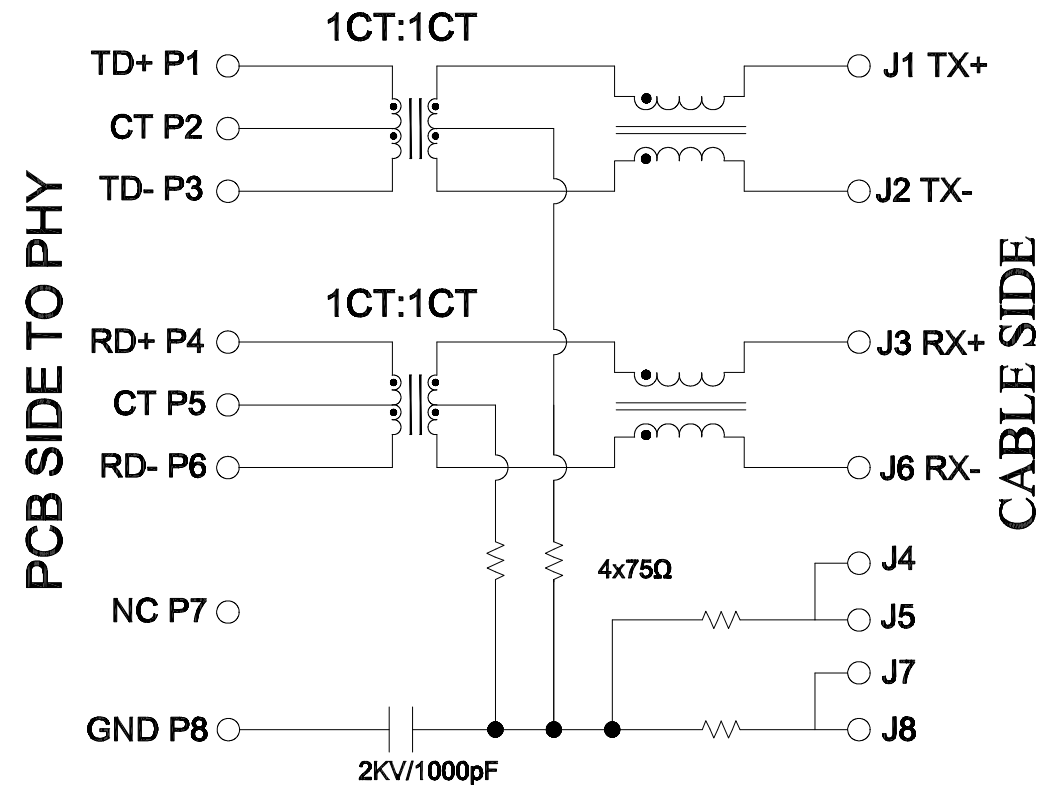 1CT:1CT
TD+ P1
J1 TX+
CT P2
TD- P3
J2 TX-
PCB SIDE TO PHY
CABLE SIDE
1CT:1CT
RD+ P4
J3 RX+
CT P5
RD- P6
J6 RX-
4x75Ω
J4
NC P7
J5
J7
GND P8
J8
2KV/1000pF